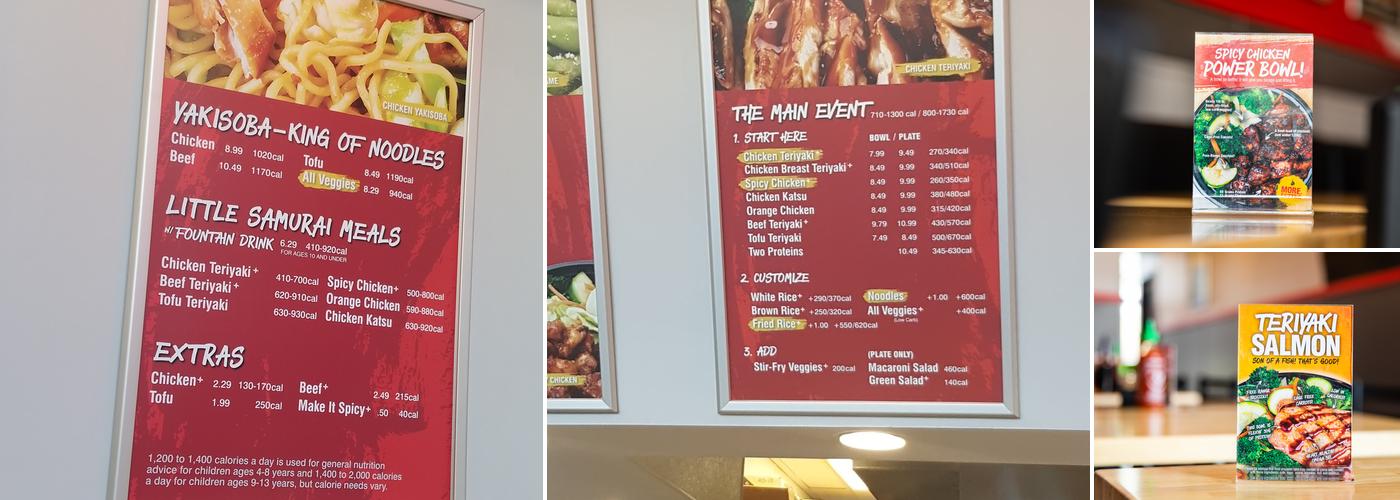 CHICKEN YAKISOBA
YAKISOBA-KING OF NOODLES
Chicken 8.99 1020cal Tofu 8.49 1190cal
Beef 10.49 1170cal All Veggies 8.29 940cal
LITTLE SAMURAI MEALS
W/ FOUNTAIN DRINK 6.29 410-920cal
FOR AGES 10 AND UNDER
Chicken Teriyaki+ 410-700cal Spicy Chicken+ 500-800cal
Beef Teriyaki+ 620-910cal Orange Chicken 590-880cal
Tofu Teriyaki 630-930cal Chicken Katsu 630-920cal
EXTRAS
Chicken+ 2.29 130-170cal Beef+ 2.49 215cal
Tofu 1.99 250cal Make It Spicy+ .50 40cal
1,200 to 1,400 calories a day is used for general nutrition
advice for children ages 4-8 years and 1,400 to 2,000 calories
a day for children ages 9-13 years, but calorie needs vary.
CHICKEN
CHICKEN TERIYAKI
THE MAIN EVENT 710-1300 cal / 800-1730 cal
1. START HERE BOWL / PLATE
Chicken Teriyaki+ 7.99 9.49 270/340cal
Chicken Breast Teriyaki+ 8.49 9.99 340/510cal
Spicy Chicken+ 8.49 9.99 260/350cal
Chicken Katsu 8.49 9.99 380/480cal
Orange Chicken 8.49 9.99 315/420cal
Beef Teriyaki+ 9.79 10.99 430/570cal
Tofu Teriyaki 7.49 8.49 500/670cal
Two Proteins 10.49 345-630cal
2. CUSTOMIZE
White Rice+ +290/370cal Noodles +1.00 +600cal
Brown Rice+ +250/320cal All Veggies+ +400cal
(Low Carb)
Fried Rice+ +1.00 +550/620cal
3. ADD (PLATE ONLY)
Stir-Fry Veggies+ 200cal Macaroni Salad 460cal
Green Salad+ 140cal
SPICY CHICKEN
POWER BOWL!
MORE
TERIYAKI
SALMON
SON OF A FISH! THAT'S GOOD!